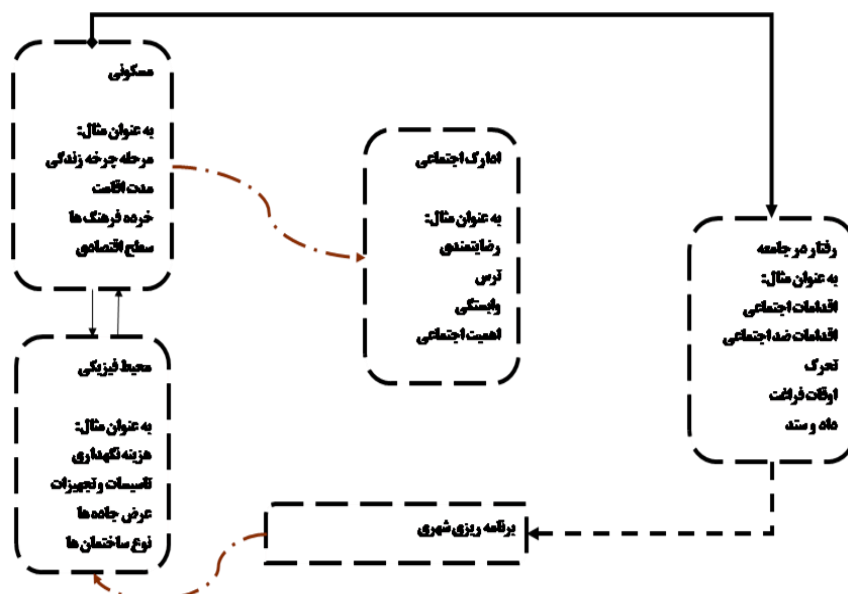 مسکونی
به عنوان مثال:
مرحله چرخه زندگی
مدت اقامت
خرده فرهنگ ها
سطح اقتصادی
ادارک اجتماعی
به عنوان مثال:
رضایتمندی
ترس
وابستگی
اهمیت اجتماعی
رفتار در جامعه
به عنوان مثال:
اقدامات اجتماعی
اقدامات ضد اجتماعی
تحرک
اوقات فراغت
داد و ستد
محیط فیزیکی
به عنوان مثال:
هزینه نگهداری
تاسیسات و تجهیزات
عرض جاده ها
نوع ساختمان ها
برنامه ریزی شهری